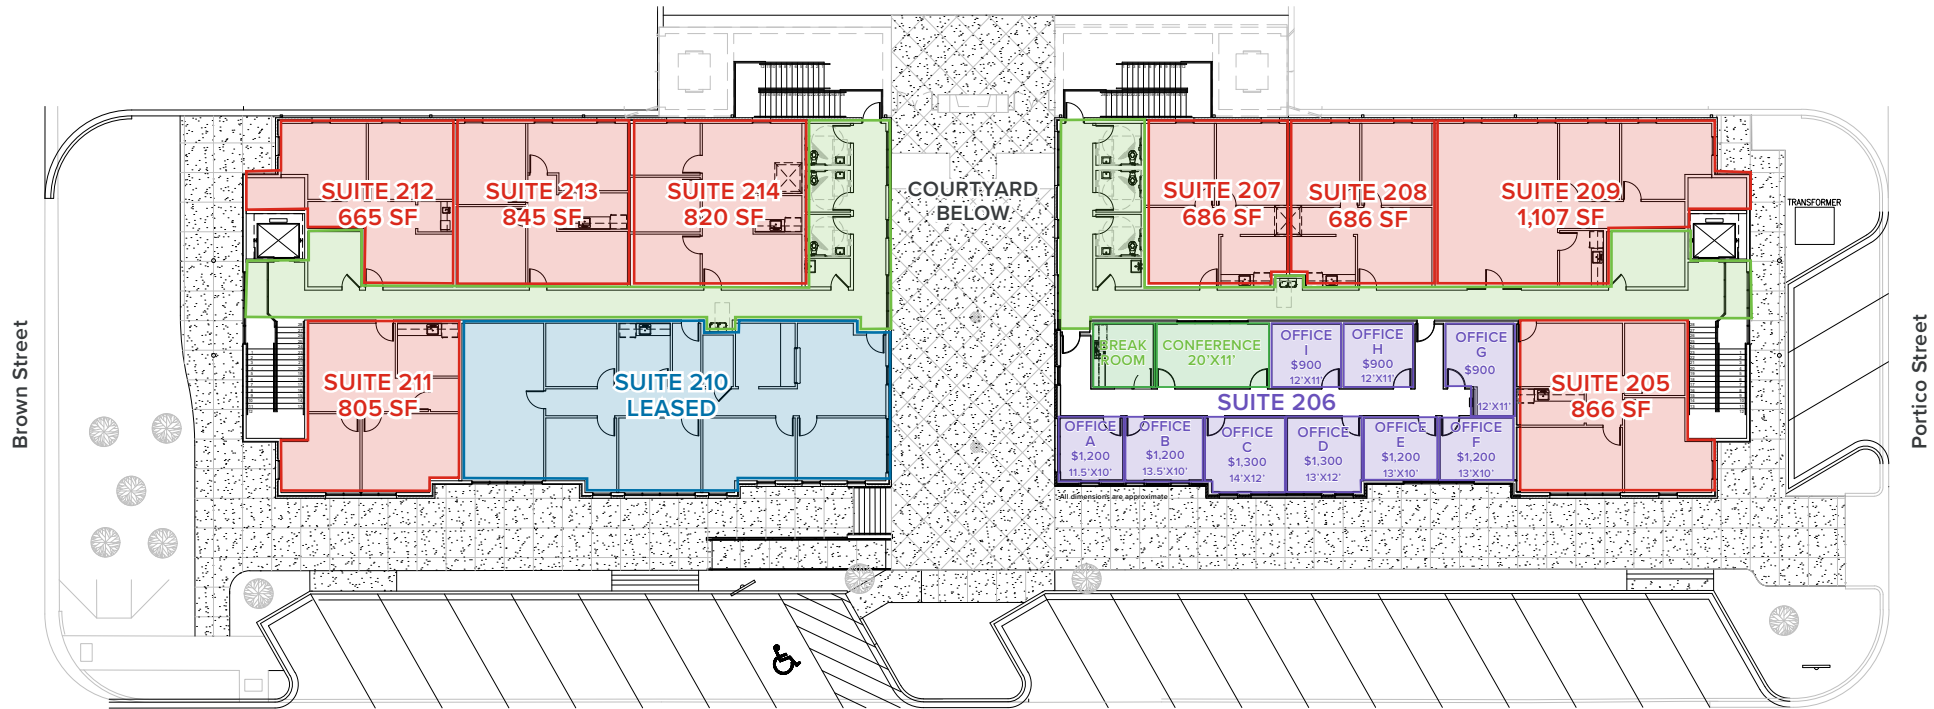 SUITE 212
665 SF
SUITE 213
845 SF
SUITE 214
820 SF
COURTYARD
BELOW
SUITE 207
686 SF
SUITE 208
686 SF
SUITE 209
1,107 SF
TRANSFORMER
Brown Street
Portico Street
SUITE 211
805 SF
SUITE 210
LEASED
BREAK
ROOM
CONFERENCE
20'X11'
OFFICE
I
$900
12'X11'
OFFICE
H
$900
12'X11'
OFFICE
G
$900
12'X11'
SUITE 206
SUITE 205
866 SF
OFFICE
A
$1,200
11.5'X10'
OFFICE
B
$1,200
13.5'X10'
OFFICE
C
$1,300
14'X12'
OFFICE
D
$1,300
13'X12'
OFFICE
E
$1,200
13'X10'
OFFICE
F
$1,200
13'X10'
All dimensions are approximate